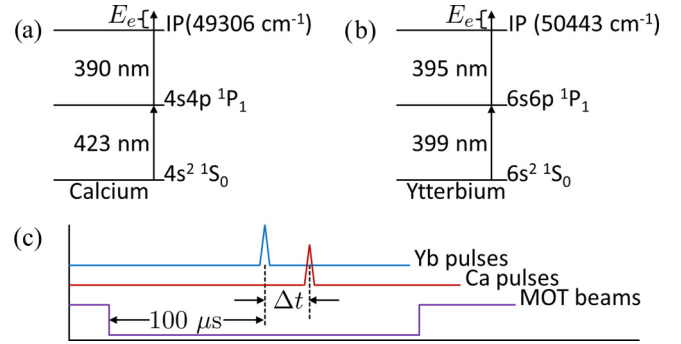 (a)
E_e
IP(49306 cm⁻¹)
390 nm
4s4p ¹P₁
423 nm
4s² ¹S₀
Calcium
(b)
E_e
IP (50443 cm⁻¹)
395 nm
6s6p ¹P₁
399 nm
6s² ¹S₀
Ytterbium
(c)
Yb pulses
Ca pulses
MOT beams
Δt
100 μs